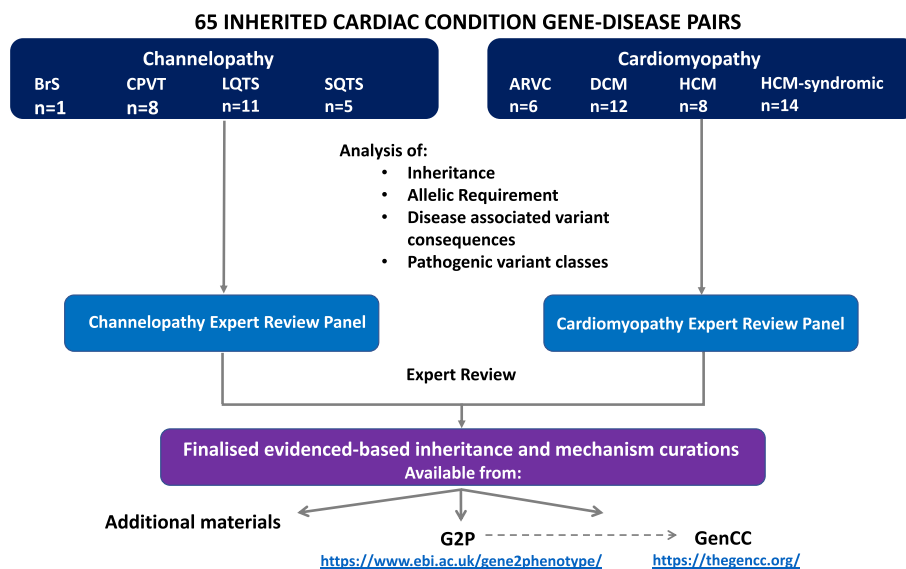 65 INHERITED CARDIAC CONDITION GENE-DISEASE PAIRS
Channelopathy
BrS CPVT LQTS SQTS
n=1 n=8 n=11 n=5
Cardiomyopathy
ARVC DCM HCM HCM-syndromic
n=6 n=12 n=8 n=14
Analysis of:
• Inheritance
• Allelic Requirement
• Disease associated variant
consequences
• Pathogenic variant classes
Channelopathy Expert Review Panel
Cardiomyopathy Expert Review Panel
Expert Review
Finalised evidenced-based inheritance and mechanism curations
Available from:
Additional materials
G2P
https://www.ebi.ac.uk/gene2phenotype/
GenCC
https://thegencc.org/